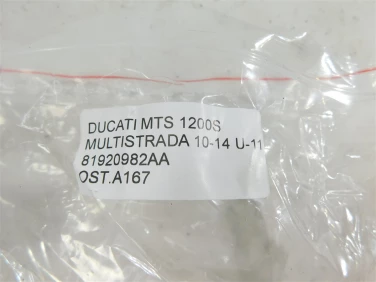 DUCATI MTS 1200S
MULTISTRADA 10-14 U-11
81920982AA
OST.A167